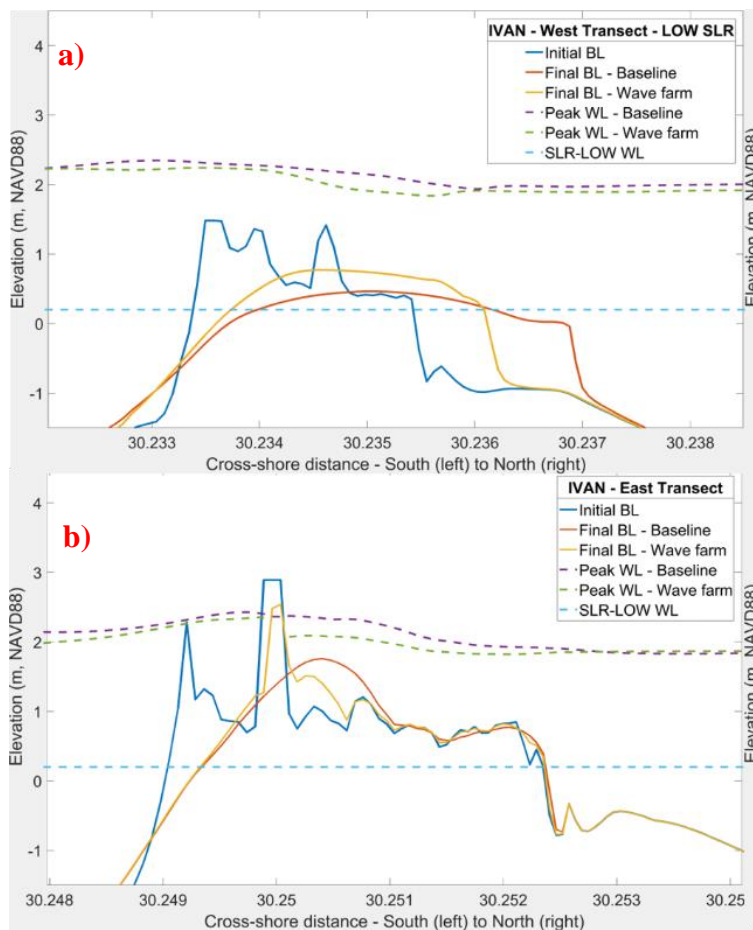 a)
IVAN - West Transect - LOW SLR
Initial BL
Final BL - Baseline
Final BL - Wave farm
Peak WL - Baseline
Peak WL - Wave farm
SLR-LOW WL
Elevation (m, NAVD88)
4
3
2
1
0
-1
Elevation (m, NAVD88)
30.233 30.234 30.235 30.236 30.237 30.238
Cross-shore distance - South (left) to North (right)
b)
IVAN - East Transect
Initial BL
Final BL - Baseline
Final BL - Wave farm
Peak WL - Baseline
Peak WL - Wave farm
SLR-LOW WL
Elevation (m, NAVD88)
4
3
2
1
0
-1
Elevation (m, NAVD88)
30.248 30.249 30.25 30.251 30.252 30.253 30.25
Cross-shore distance - South (left) to North (right)